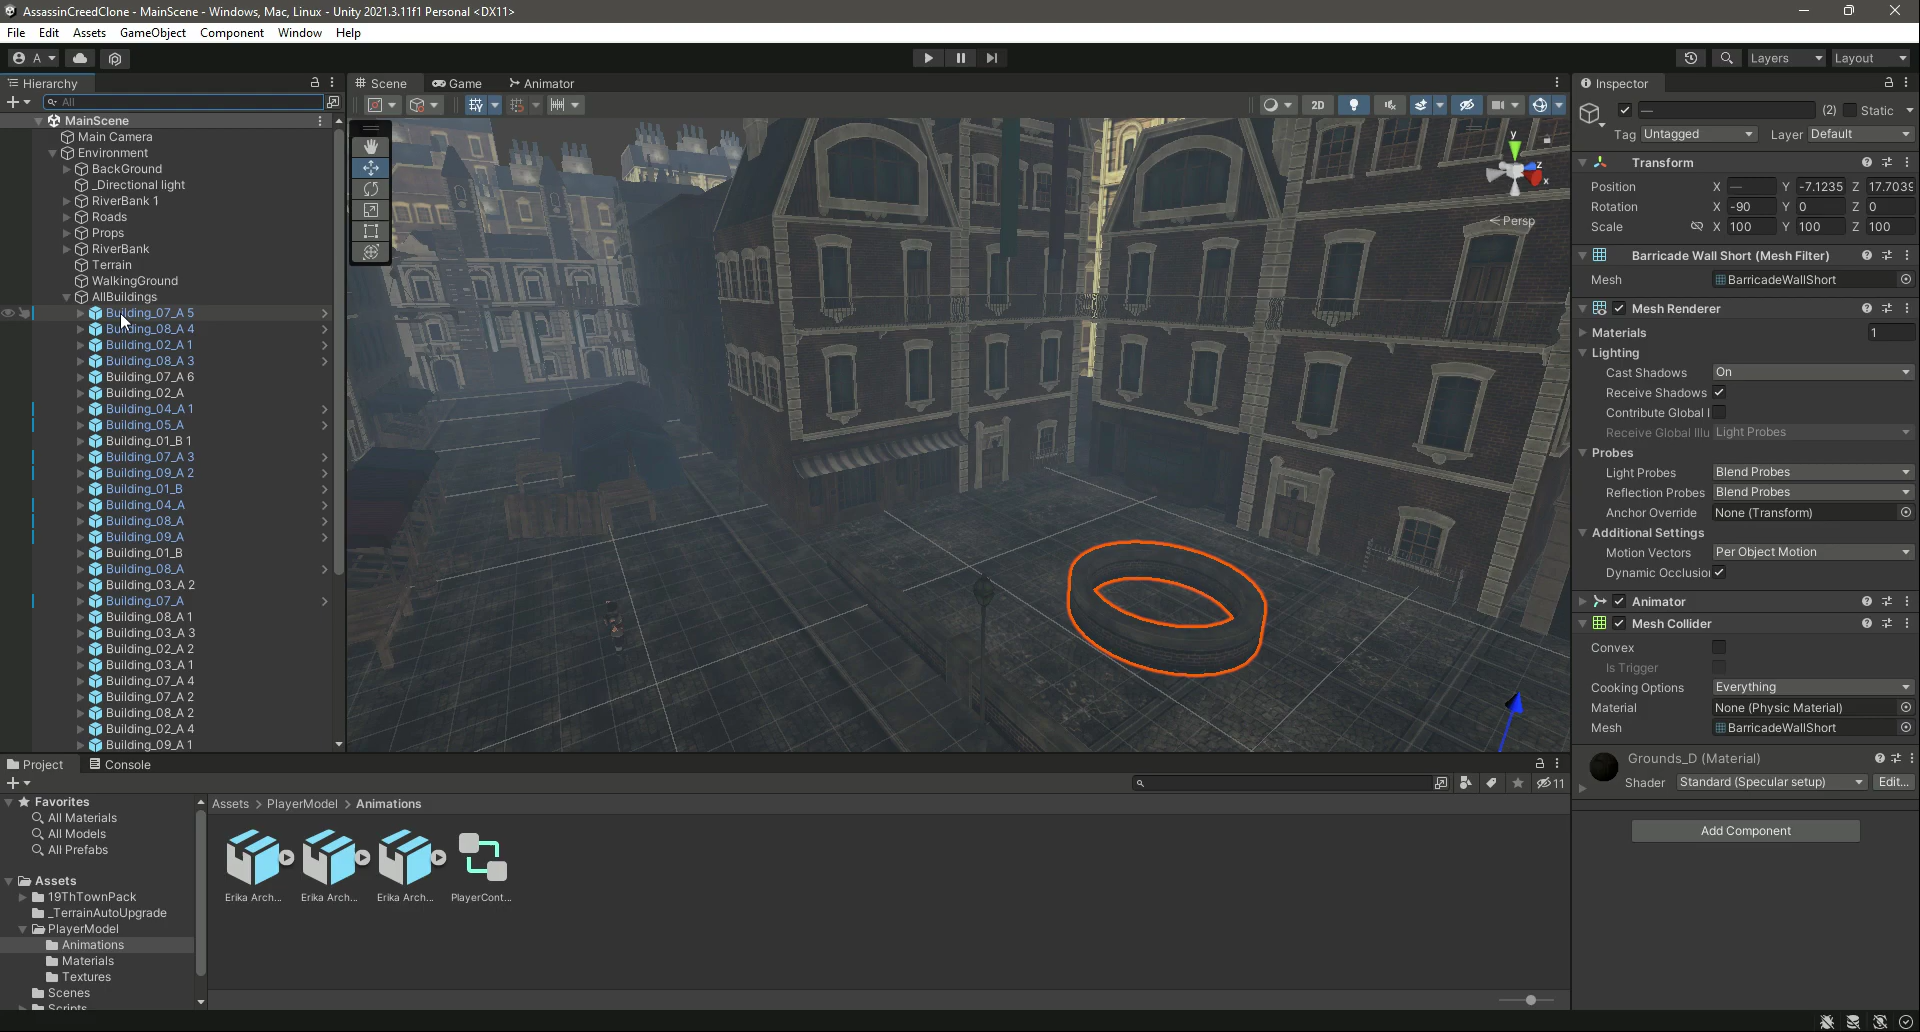 AssassinCreedClone - MainScene - Windows, Mac, Linux - Unity 2021.3.11f1 Personal <DX11>
File Edit Assets GameObject Component Window Help
A
Layers Layout
Hierarchy
All
MainScene
Main Camera
Environment
BackGround
_Directional light
RiverBank 1
Roads
Props
RiverBank
Terrain
WalkingGround
AllBuildings
Building_07_A 5
Building_08_A 4
Building_02_A 1
Building_08_A 3
Building_07_A 6
Building_02_A
Building_04_A 1
Building_05_A
Building_01_B 1
Building_07_A 3
Building_09_A 2
Building_01_B
Building_04_A
Building_08_A
Building_09_A
Building_01_B
Building_08_A
Building_03_A 2
Building_07_A
Building_08_A 1
Building_03_A 3
Building_02_A 2
Building_03_A 1
Building_07_A 4
Building_07_A 2
Building_08_A 2
Building_02_A 4
Building_09_A 1
Scene Game Animator
2D
y
z
x
Persp
Inspector
— (2) Static
Tag Untagged Layer Default
Transform
Position X — Y -7.1235 Z 17.7039
Rotation X -90 Y 0 Z 0
Scale X 100 Y 100 Z 100
Barricade Wall Short (Mesh Filter)
Mesh BarricadeWallShort
Mesh Renderer
Materials 1
Lighting
Cast Shadows On
Receive Shadows
Contribute Global I
Receive Global Illu Light Probes
Probes
Light Probes Blend Probes
Reflection Probes Blend Probes
Anchor Override None (Transform)
Additional Settings
Motion Vectors Per Object Motion
Dynamic Occlusio
Animator
Mesh Collider
Convex
Is Trigger
Cooking Options Everything
Material None (Physic Material)
Mesh BarricadeWallShort
Grounds_D (Material)
Shader Standard (Specular setup) Edit...
Add Component
Project Console
11
Favorites
All Materials
All Models
All Prefabs
Assets
19ThTownPack
_TerrainAutoUpgrade
PlayerModel
Animations
Materials
Textures
Scenes
Scripts
Assets > PlayerModel > Animations
Erika Arch... Erika Arch... Erika Arch... PlayerCont...